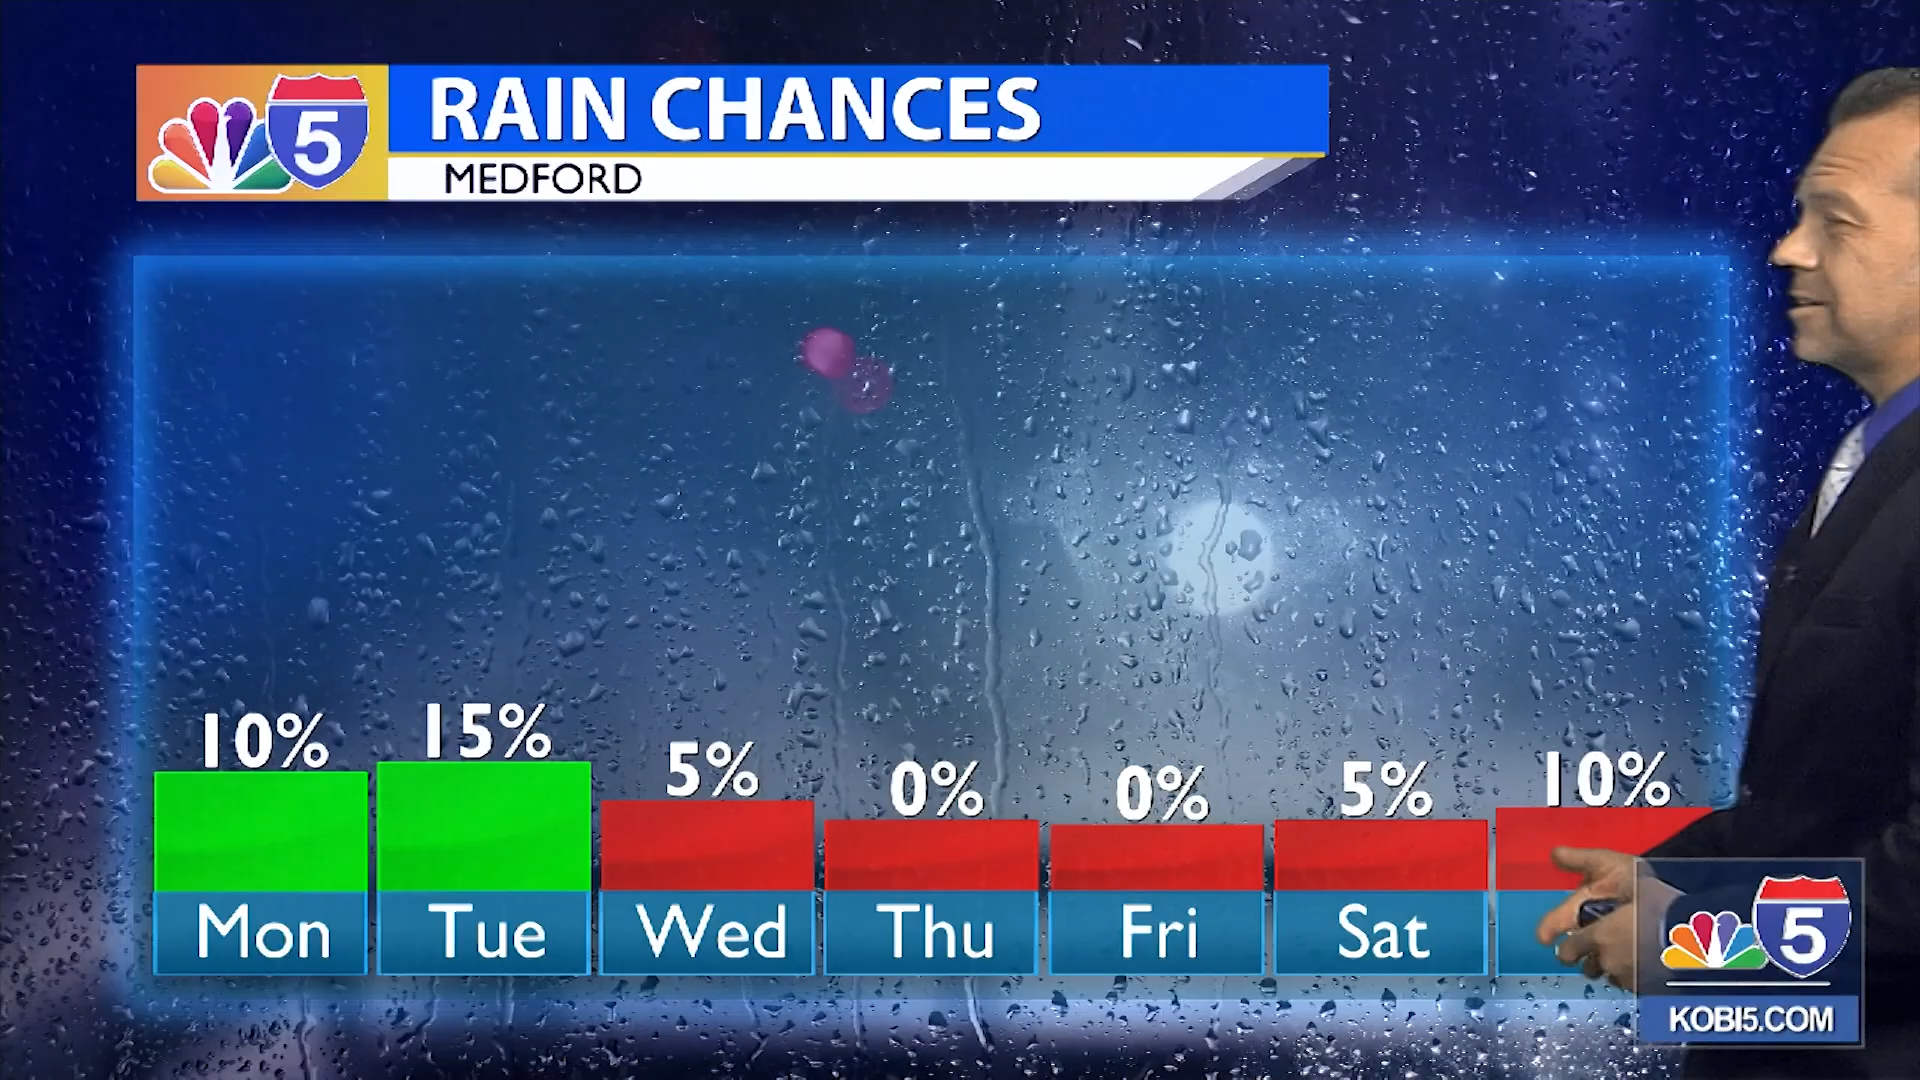 5
RAIN CHANCES
MEDFORD
10% 15% 5% 0% 0% 5% 10%
Mon Tue Wed Thu Fri Sat
5
KOBI5.COM